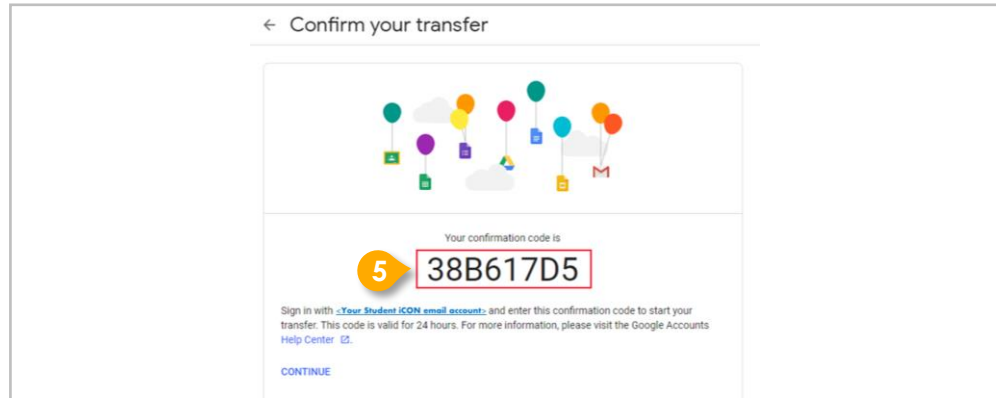 ← Confirm your transfer
Your confirmation code is
5
38B617D5
Sign in with <Your Student iCON email account> and enter this confirmation code to start your
transfer. This code is valid for 24 hours. For more information, please visit the Google Accounts
Help Center.
CONTINUE